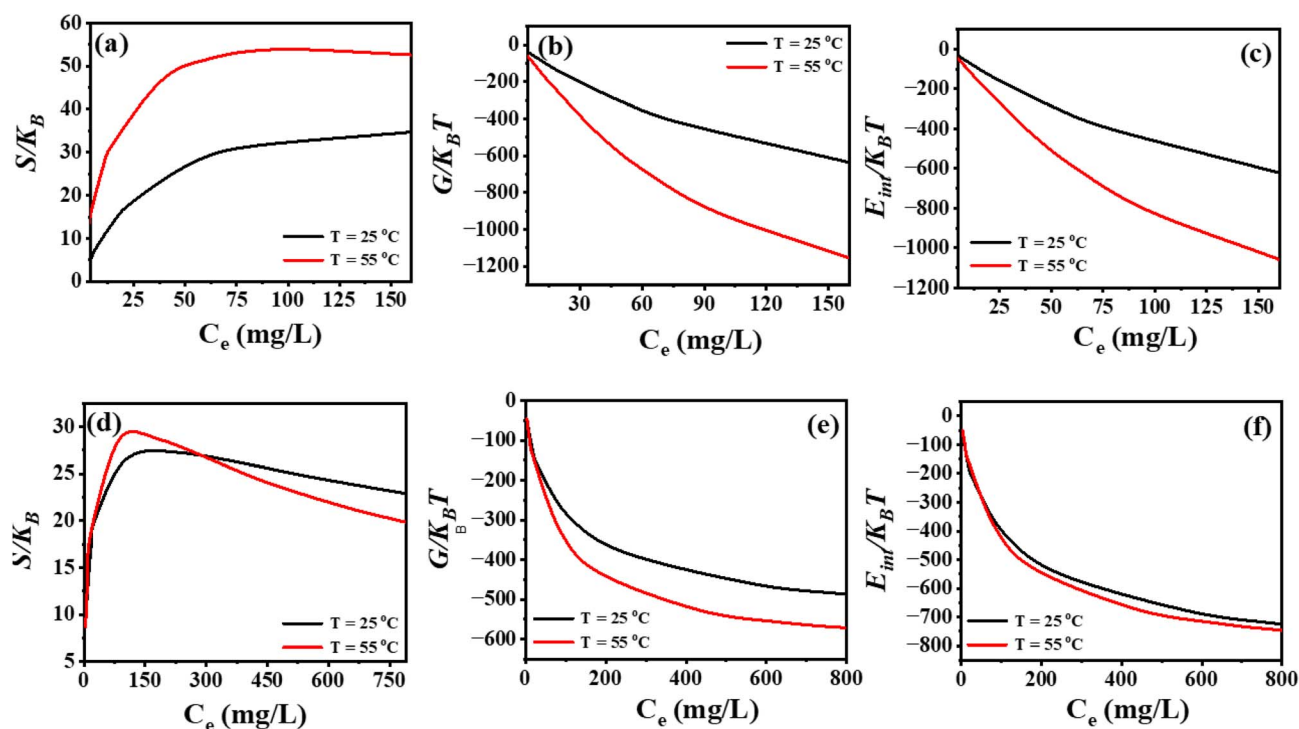 (a)
S/K_B
60
50
40
30
20
10
0
T = 25 °C
T = 55 °C
25 50 75 100 125 150
C_e (mg/L)
(b)
G/K_BT
0
−200
−400
−600
−800
−1000
−1200
T = 25 °C
T = 55 °C
30 60 90 120 150
C_e (mg/L)
(c)
E_int/K_BT
0
−200
−400
−600
−800
−1000
−1200
T = 25 °C
T = 55 °C
25 50 75 100 125 150
C_e (mg/L)
(d)
S/K_B
30
25
20
15
10
5
T = 25 °C
T = 55 °C
0 150 300 450 600 750
C_e (mg/L)
(e)
G/K_BT
B
0
−100
−200
−300
−400
−500
−600
T = 25 °C
T = 55 °C
0 200 400 600 800
C_e (mg/L)
(f)
E_int/K_BT
0
−100
−200
−300
−400
−500
−600
−700
−800
T = 25 °C
T = 55 °C
0 200 400 600 800
C_e (mg/L)